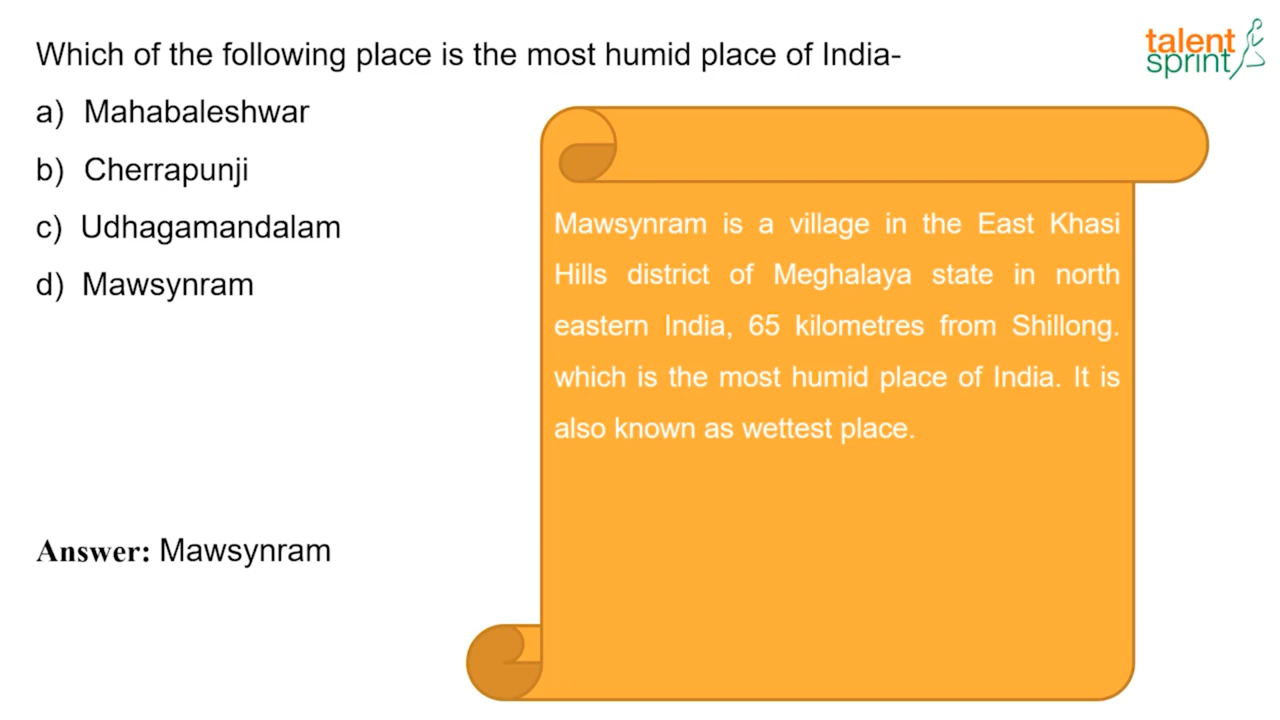 Which of the following place is the most humid place of India-
talent
sprint
a) Mahabaleshwar
b) Cherrapunji
c) Udhagamandalam
d) Mawsynram
Mawsynram is a village in the East Khasi
Hills district of Meghalaya state in north
eastern India, 65 kilometres from Shillong.
which is the most humid place of India. It is
also known as wettest place.
Answer: Mawsynram